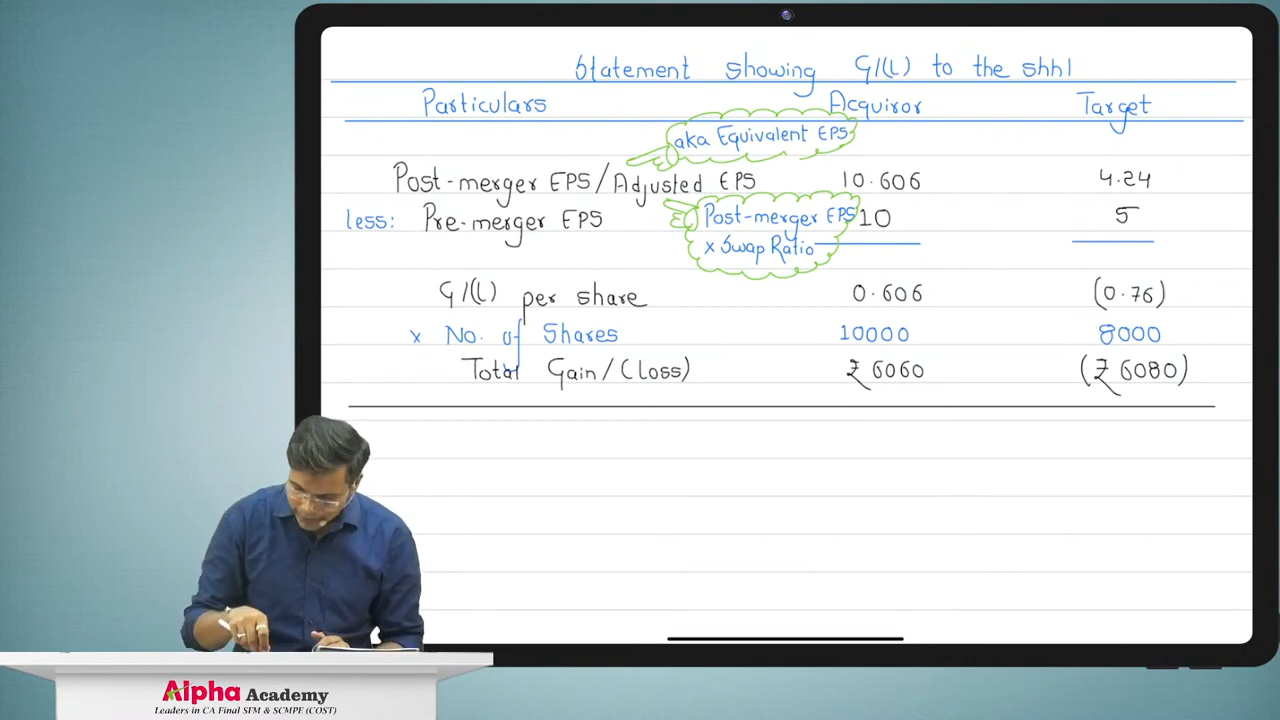 Statement showing G/(L) to the shhl
Particulars Acquiror Target
aka Equivalent EPS
Post-merger EPS/Adjusted EPS 10.606 4.24
less: Pre-merger EPS 10 5
Post-merger EPS
x Swap Ratio
G/(L) per share 0.606 (0.76)
x No. of Shares 10000 8000
Total Gain/(Loss) ₹6060 (₹6080)
Alpha Academy
Leaders in CA Final SFM & SCMPE (COST)